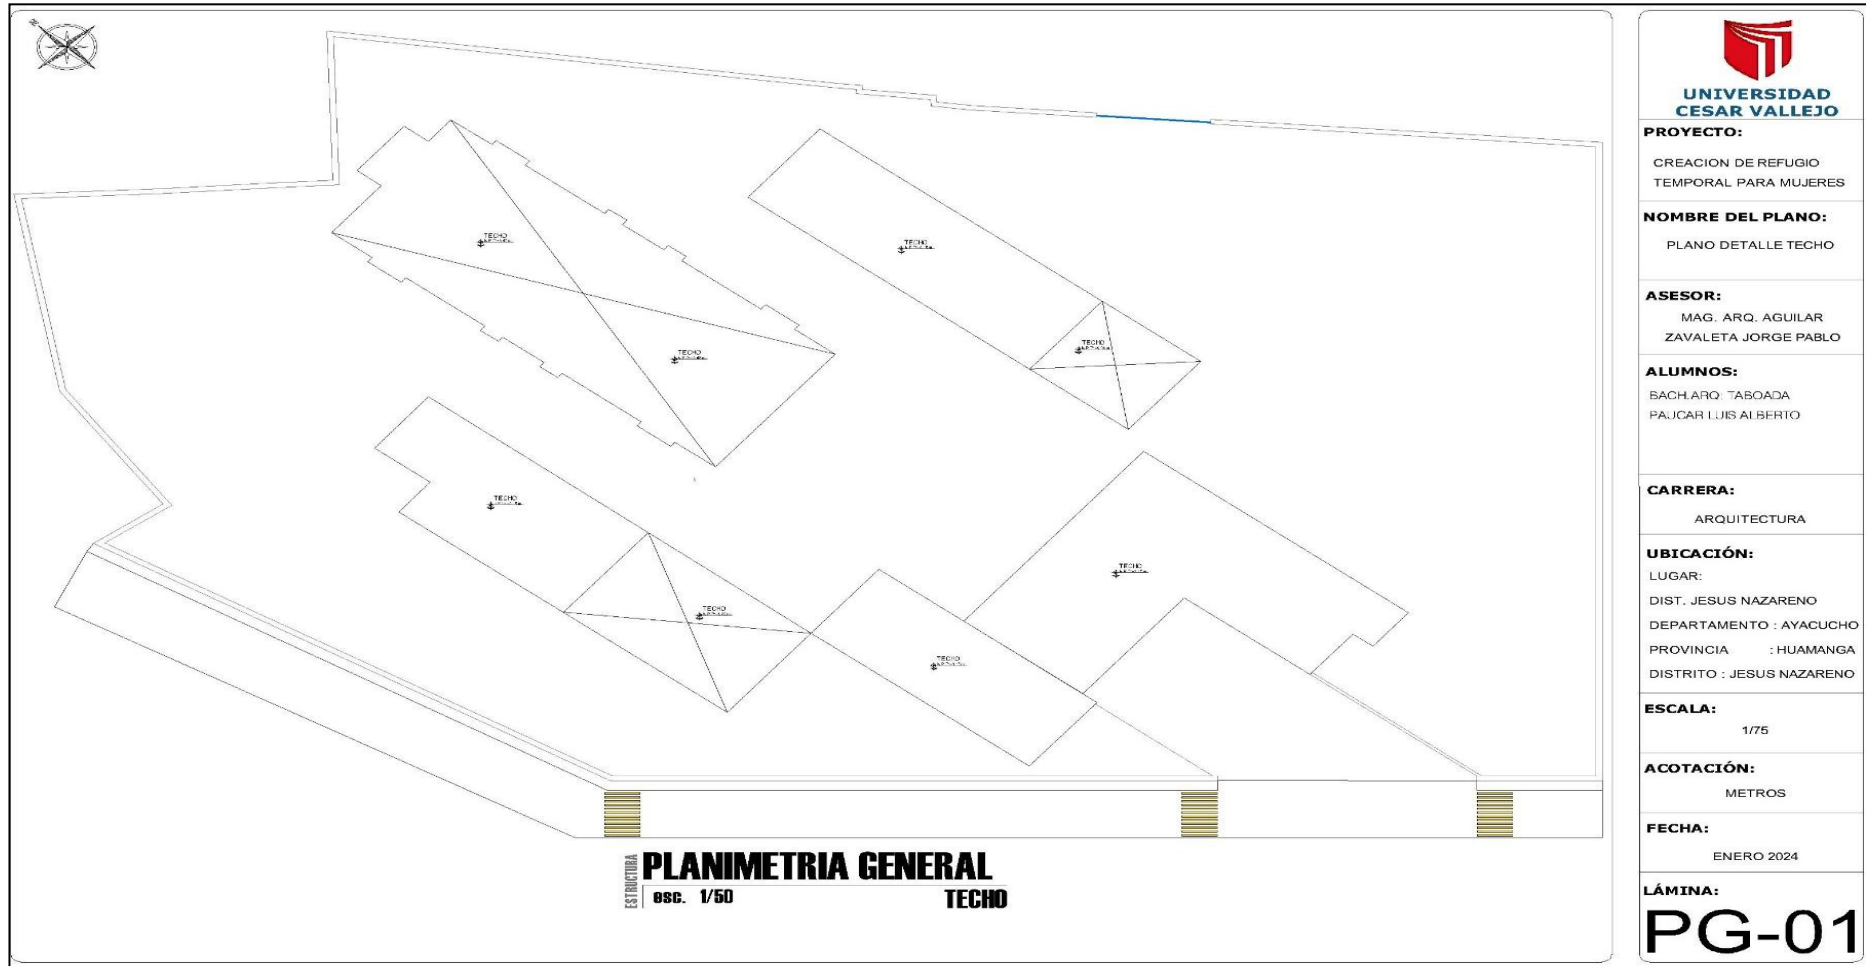 N
TECHO
TECHO
TECHO
TECHO
TECHO
TECHO
TECHO
TECHO
ESTRUCTURA
PLANIMETRIA GENERAL
esc. 1/50
TECHO
UNIVERSIDAD
CESAR VALLEJO
PROYECTO:
CREACION DE REFUGIO
TEMPORAL PARA MUJERES
NOMBRE DEL PLANO:
PLANO DETALLE TECHO
ASESOR:
MAG. ARQ. AGUILAR
ZAVALETA JORGE PABLO
ALUMNOS:
BACH.ARQ: TABOADA
PAUCAR LUIS ALBERTO
CARRERA:
ARQUITECTURA
UBICACIÓN:
LUGAR:
DIST. JESUS NAZARENO
DEPARTAMENTO : AYACUCHO
PROVINCIA : HUAMANGA
DISTRITO : JESUS NAZARENO
ESCALA:
1/75
ACOTACIÓN:
METROS
FECHA:
ENERO 2024
LÁMINA:
PG-01